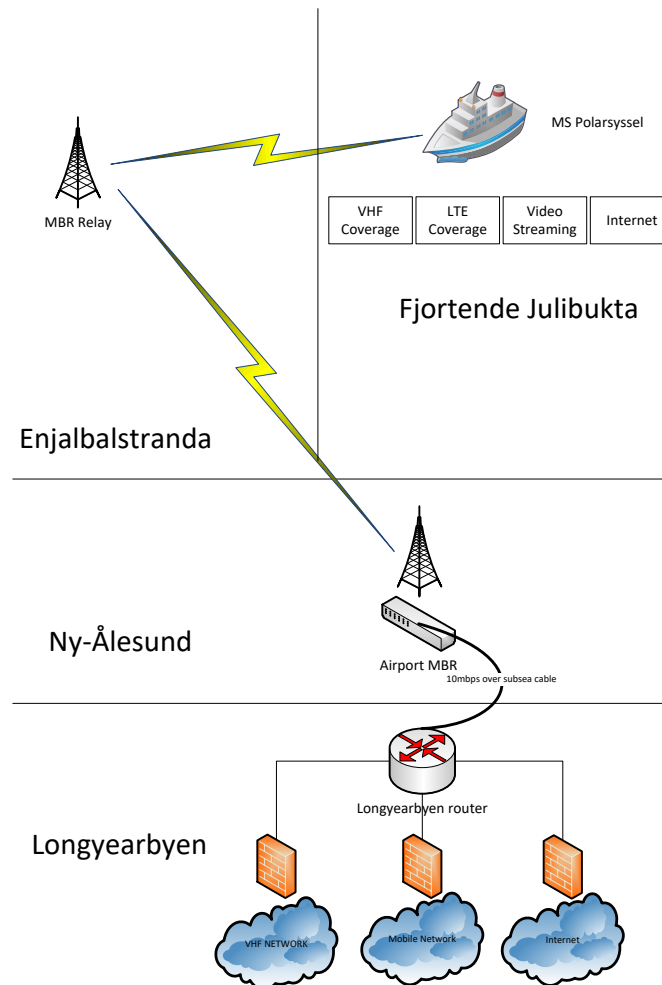 MS Polarsyssel
MBR Relay
VHF
Coverage
LTE
Coverage
Video
Streaming
Internet
Fjortende Julibukta
Enjalbalstranda
Ny-Ålesund
Airport MBR
10mbps over subsea cable
Longyearbyen router
Longyearbyen
VHF NETWORK
Mobile Network
Internet